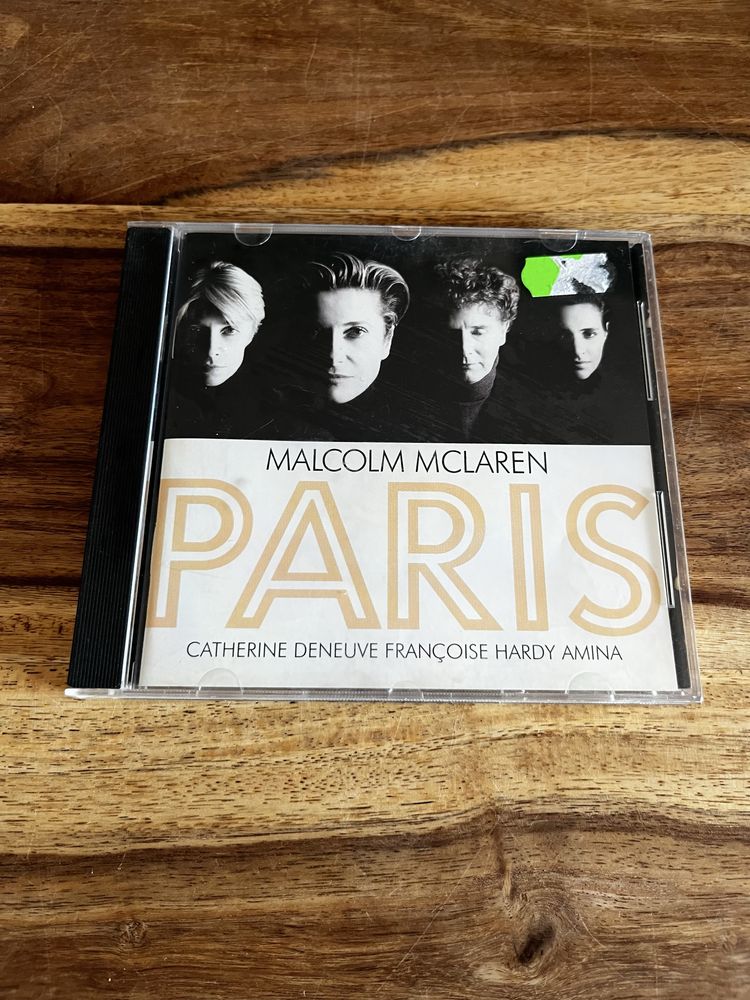 MALCOLM MCLAREN
PARIS
CATHERINE DENEUVE FRANÇOISE HARDY AMINA